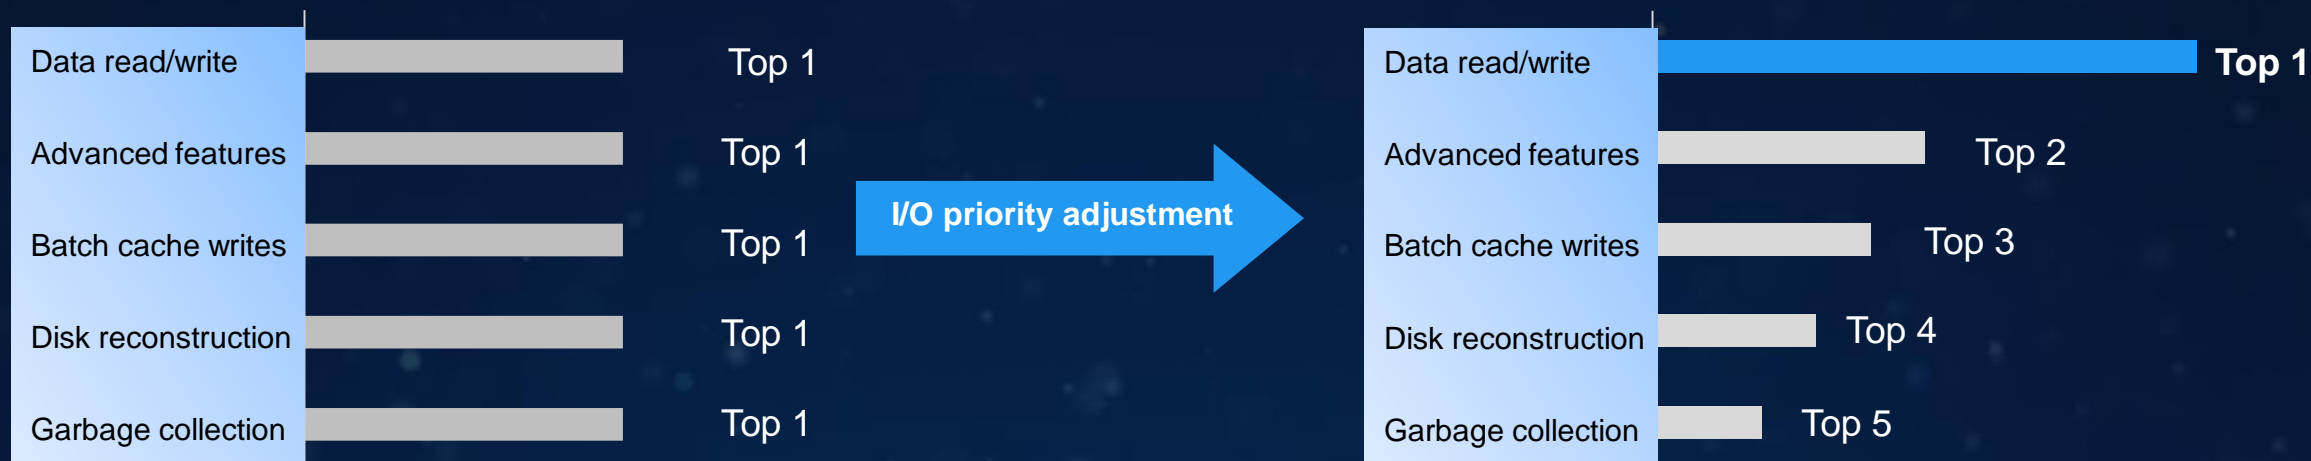 Data read/write
Top 1
Advanced features
Top 1
Batch cache writes
Top 1
Disk reconstruction
Top 1
Garbage collection
Top 1
I/O priority adjustment
Data read/write
Top 1
Advanced features
Top 2
Batch cache writes
Top 3
Disk reconstruction
Top 4
Garbage collection
Top 5